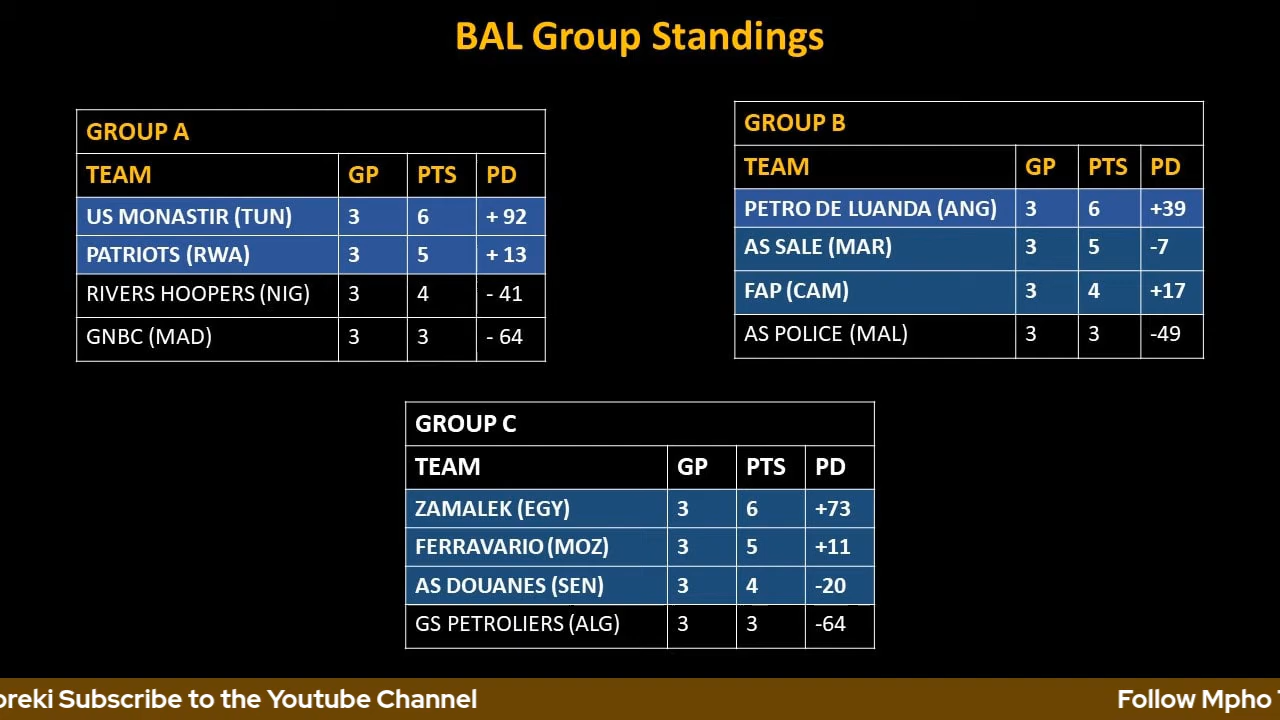 BAL Group Standings
GROUP A
TEAM GP PTS PD
US MONASTIR (TUN) 3 6 + 92
PATRIOTS (RWA) 3 5 + 13
RIVERS HOOPERS (NIG) 3 4 - 41
GNBC (MAD) 3 3 - 64
GROUP B
TEAM GP PTS PD
PETRO DE LUANDA (ANG) 3 6 +39
AS SALE (MAR) 3 5 -7
FAP (CAM) 3 4 +17
AS POLICE (MAL) 3 3 -49
GROUP C
TEAM GP PTS PD
ZAMALEK (EGY) 3 6 +73
FERRAVARIO (MOZ) 3 5 +11
AS DOUANES (SEN) 3 4 -20
GS PETROLIERS (ALG) 3 3 -64
oreki Subscribe to the Youtube Channel Follow Mpho